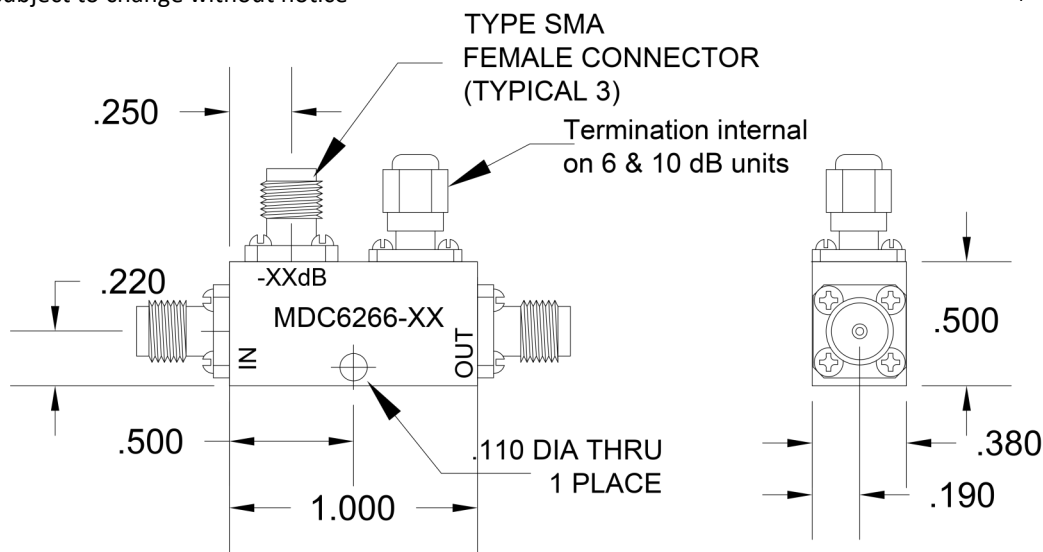 subject to change without notice
TYPE SMA
FEMALE CONNECTOR
(TYPICAL 3)
.250
Termination internal
on 6 & 10 dB units
-XXdB
.220
MDC6266-XX
IN
OUT
.500
.500
.380
.110 DIA THRU
1 PLACE
.190
1.000